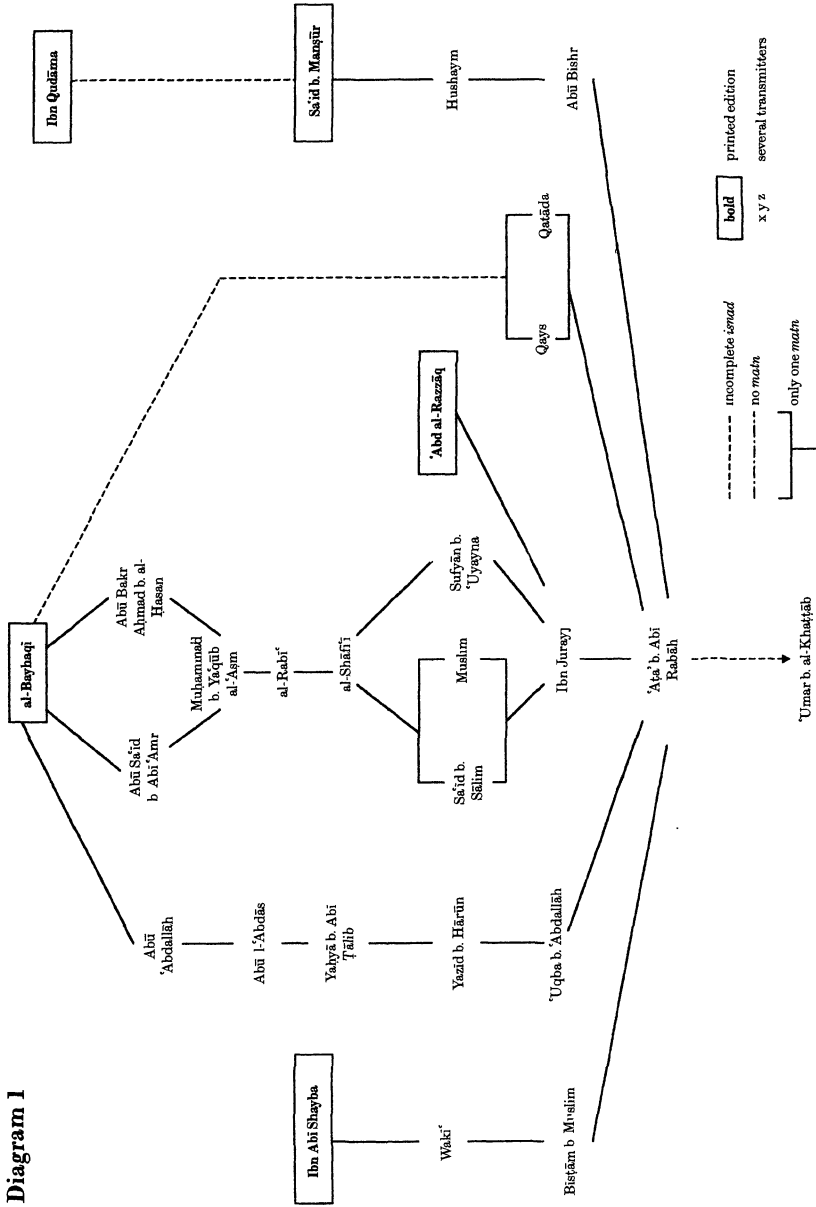 Diagram 1
al-Bayhaqī
Ibn Qudāma
Abū Saʿīd
b Abī ʿAmr
Abū Bakr
Aḥmad b. al-
Ḥasan
Abū
ʿAbdallāh
Muḥammad
b. Yaʿqūb
al-ʿAṣm
Abū l-ʿAbdās
al-Rabīʿ
Ibn Abī Shayba
Yaḥyā b. Abī
Ṭālib
al-Shāfiʿī
Saʿīd b. Manṣūr
Wakīʿ
Yazīd b. Hārūn
Saʿīd b.
Sālim
Muslim
Sufyān b.
ʿUyayna
ʿAbd al-Razzāq
Hushaym
Bisṭām b Muslim
ʿUqba b. ʿAbdallāh
Ibn Jurayj
Qays
Qatāda
Abū Bishr
ʿAṭāʾ b. Abī
Rabāḥ
ʿUmar b. al-Khaṭṭāb
incomplete isnad
no matn
only one matn
bold printed edition
x y z several transmitters